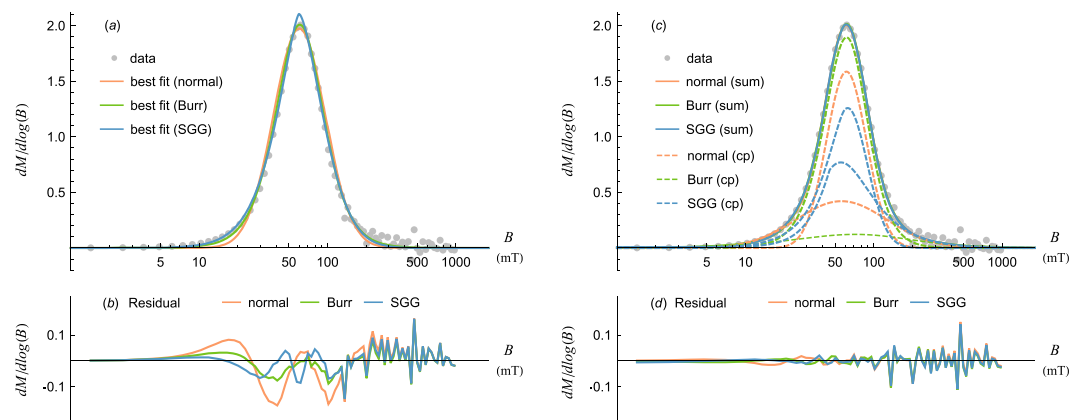 (a)
data
best fit (normal)
best fit (Burr)
best fit (SGG)
dM/dlog(B)
2.0
1.5
1.0
0.5
5 10 50 100 500 1000
B
(mT)
(b) Residual normal Burr SGG
dM/dlog(B)
0.1
-0.1
B
(mT)
(c)
data
normal (sum)
Burr (sum)
SGG (sum)
normal (cp)
Burr (cp)
SGG (cp)
dM/dlog(B)
2.0
1.5
1.0
0.5
5 10 50 100 500 1000
B
(mT)
(d) Residual normal Burr SGG
dM/dlog(B)
0.1
-0.1
B
(mT)